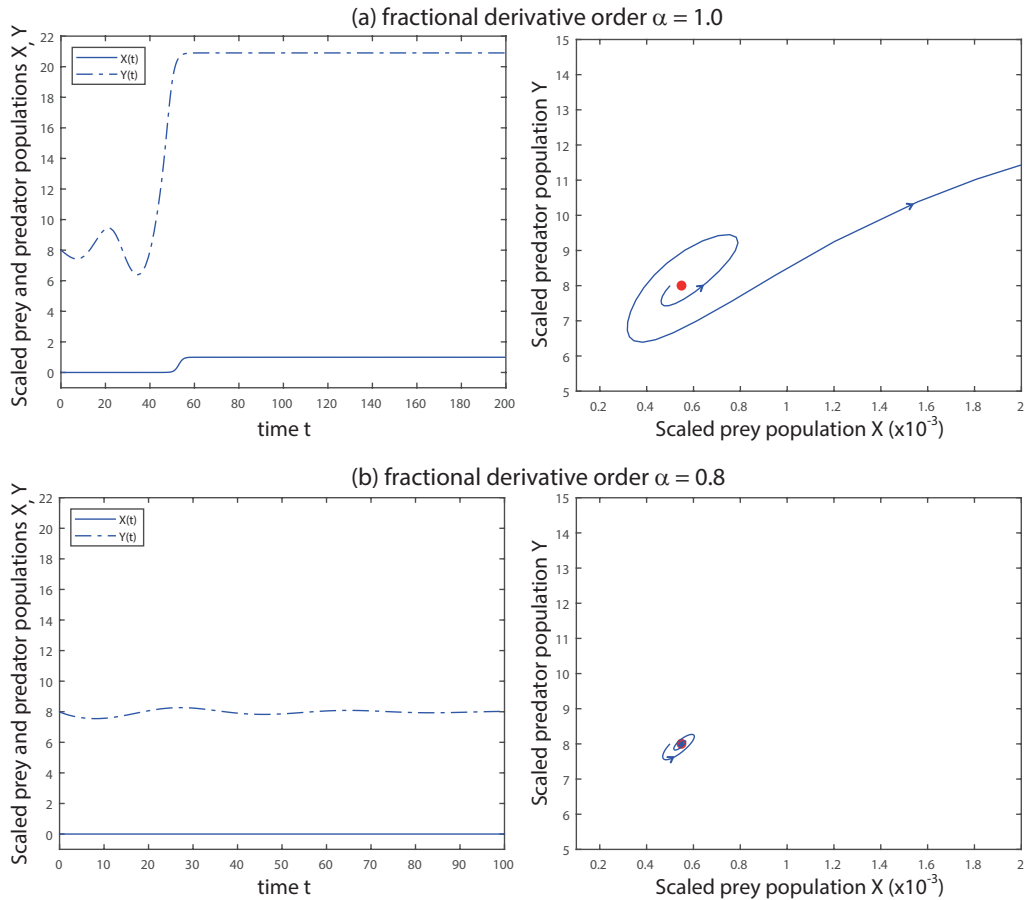 (a) fractional derivative order α = 1.0
Scaled prey and predator populations X, Y
22
20
18
16
14
12
10
8
6
4
2
0
X(t)
Y(t)
0 20 40 60 80 100 120 140 160 180 200
time t
Scaled predator population Y
15
14
13
12
11
10
9
8
7
6
5
0.2 0.4 0.6 0.8 1 1.2 1.4 1.6 1.8 2
Scaled prey population X (x10⁻³)
(b) fractional derivative order α = 0.8
Scaled prey and predator populations X, Y
22
20
18
16
14
12
10
8
6
4
2
0
X(t)
Y(t)
0 10 20 30 40 50 60 70 80 90 100
time t
Scaled predator population Y
15
14
13
12
11
10
9
8
7
6
5
0.2 0.4 0.6 0.8 1 1.2 1.4 1.6 1.8 2
Scaled prey population X (x10⁻³)